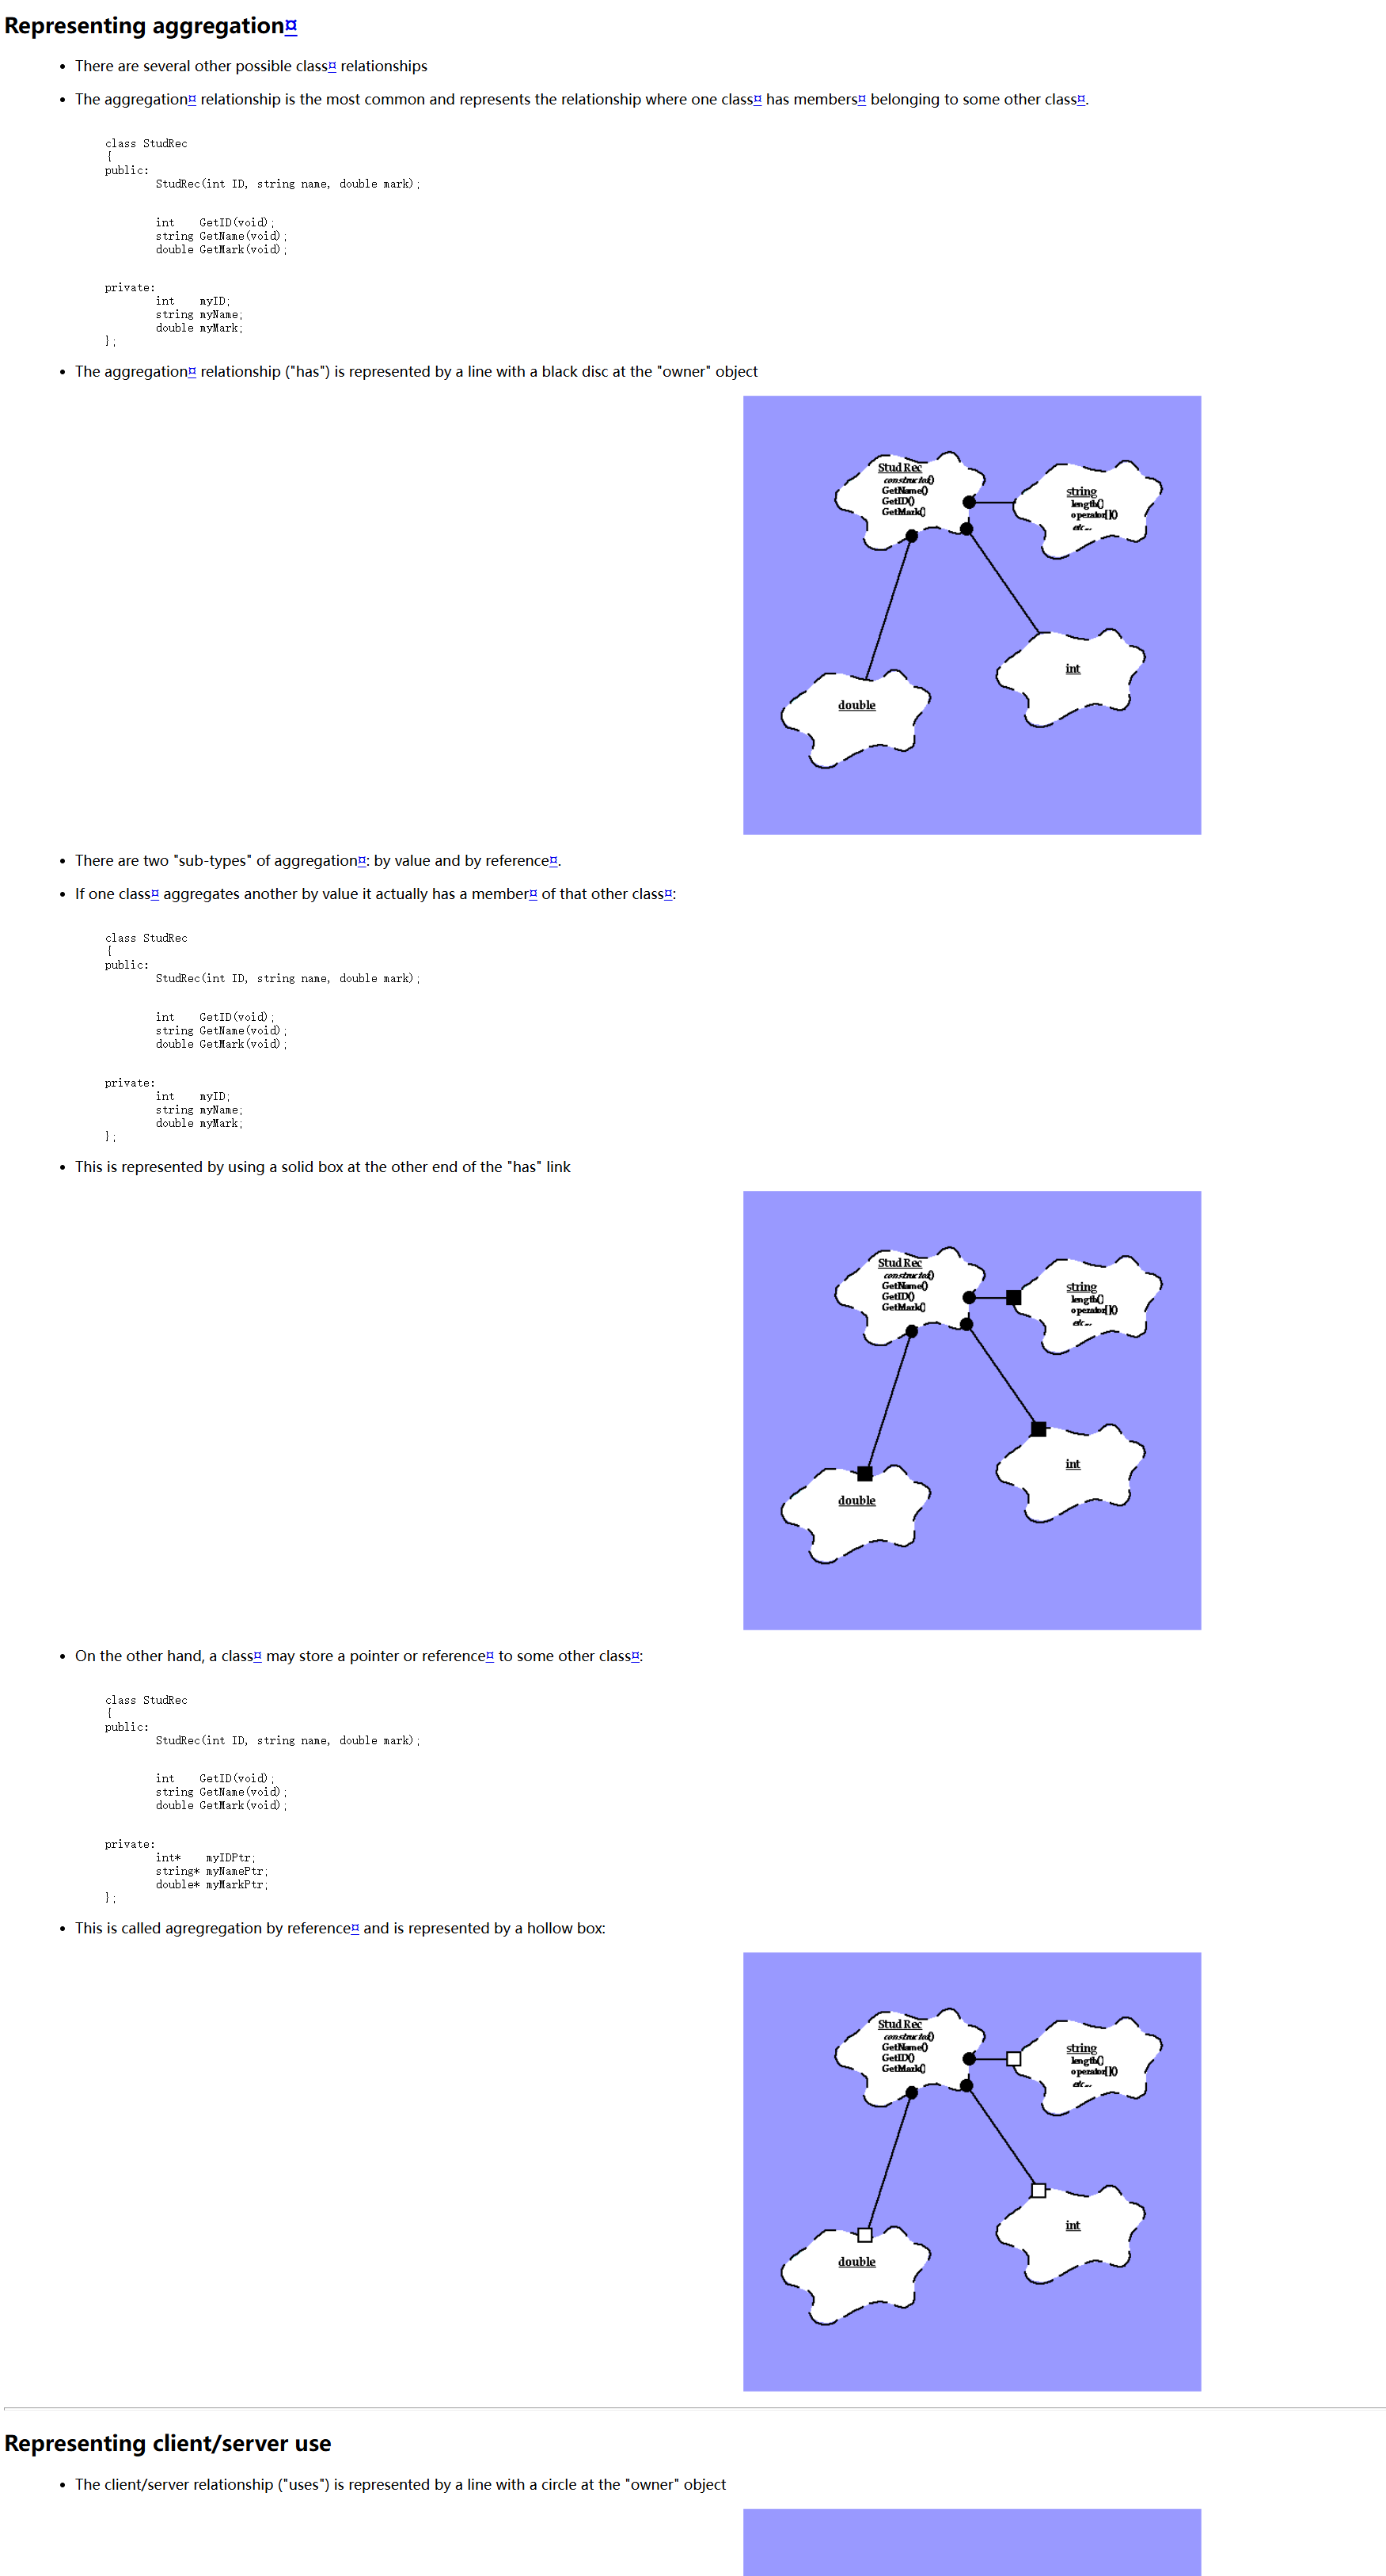 Representing aggregation¤
• There are several other possible class¤ relationships
• The aggregation¤ relationship is the most common and represents the relationship where one class¤ has members¤ belonging to some other class¤.
class StudRec
{
public:
        StudRec(int ID, string name, double mark);
        int    GetID(void);
        string GetName(void);
        double GetMark(void);
private:
        int    myID;
        string myName;
        double myMark;
};
• The aggregation¤ relationship ("has") is represented by a line with a black disc at the "owner" object
StudRec
constructor()
GetName()
GetID()
GetMark()
string
length()
operator[]()
etc...
int
double
• There are two "sub-types" of aggregation¤: by value and by reference¤.
• If one class¤ aggregates another by value it actually has a member¤ of that other class¤:
class StudRec
{
public:
        StudRec(int ID, string name, double mark);
        int    GetID(void);
        string GetName(void);
        double GetMark(void);
private:
        int    myID;
        string myName;
        double myMark;
};
• This is represented by using a solid box at the other end of the "has" link
StudRec
constructor()
GetName()
GetID()
GetMark()
string
length()
operator[]()
etc...
int
double
• On the other hand, a class¤ may store a pointer or reference¤ to some other class¤:
class StudRec
{
public:
        StudRec(int ID, string name, double mark);
        int    GetID(void);
        string GetName(void);
        double GetMark(void);
private:
        int*    myIDPtr;
        string* myNamePtr;
        double* myMarkPtr;
};
• This is called agregregation by reference¤ and is represented by a hollow box:
StudRec
constructor()
GetName()
GetID()
GetMark()
string
length()
operator[]()
etc...
int
double
Representing client/server use
• The client/server relationship ("uses") is represented by a line with a circle at the "owner" object